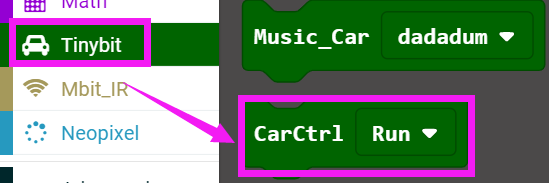 Math
Tinybit
Mbit_IR
Neopixel
Music_Car dadadum
CarCtrl Run